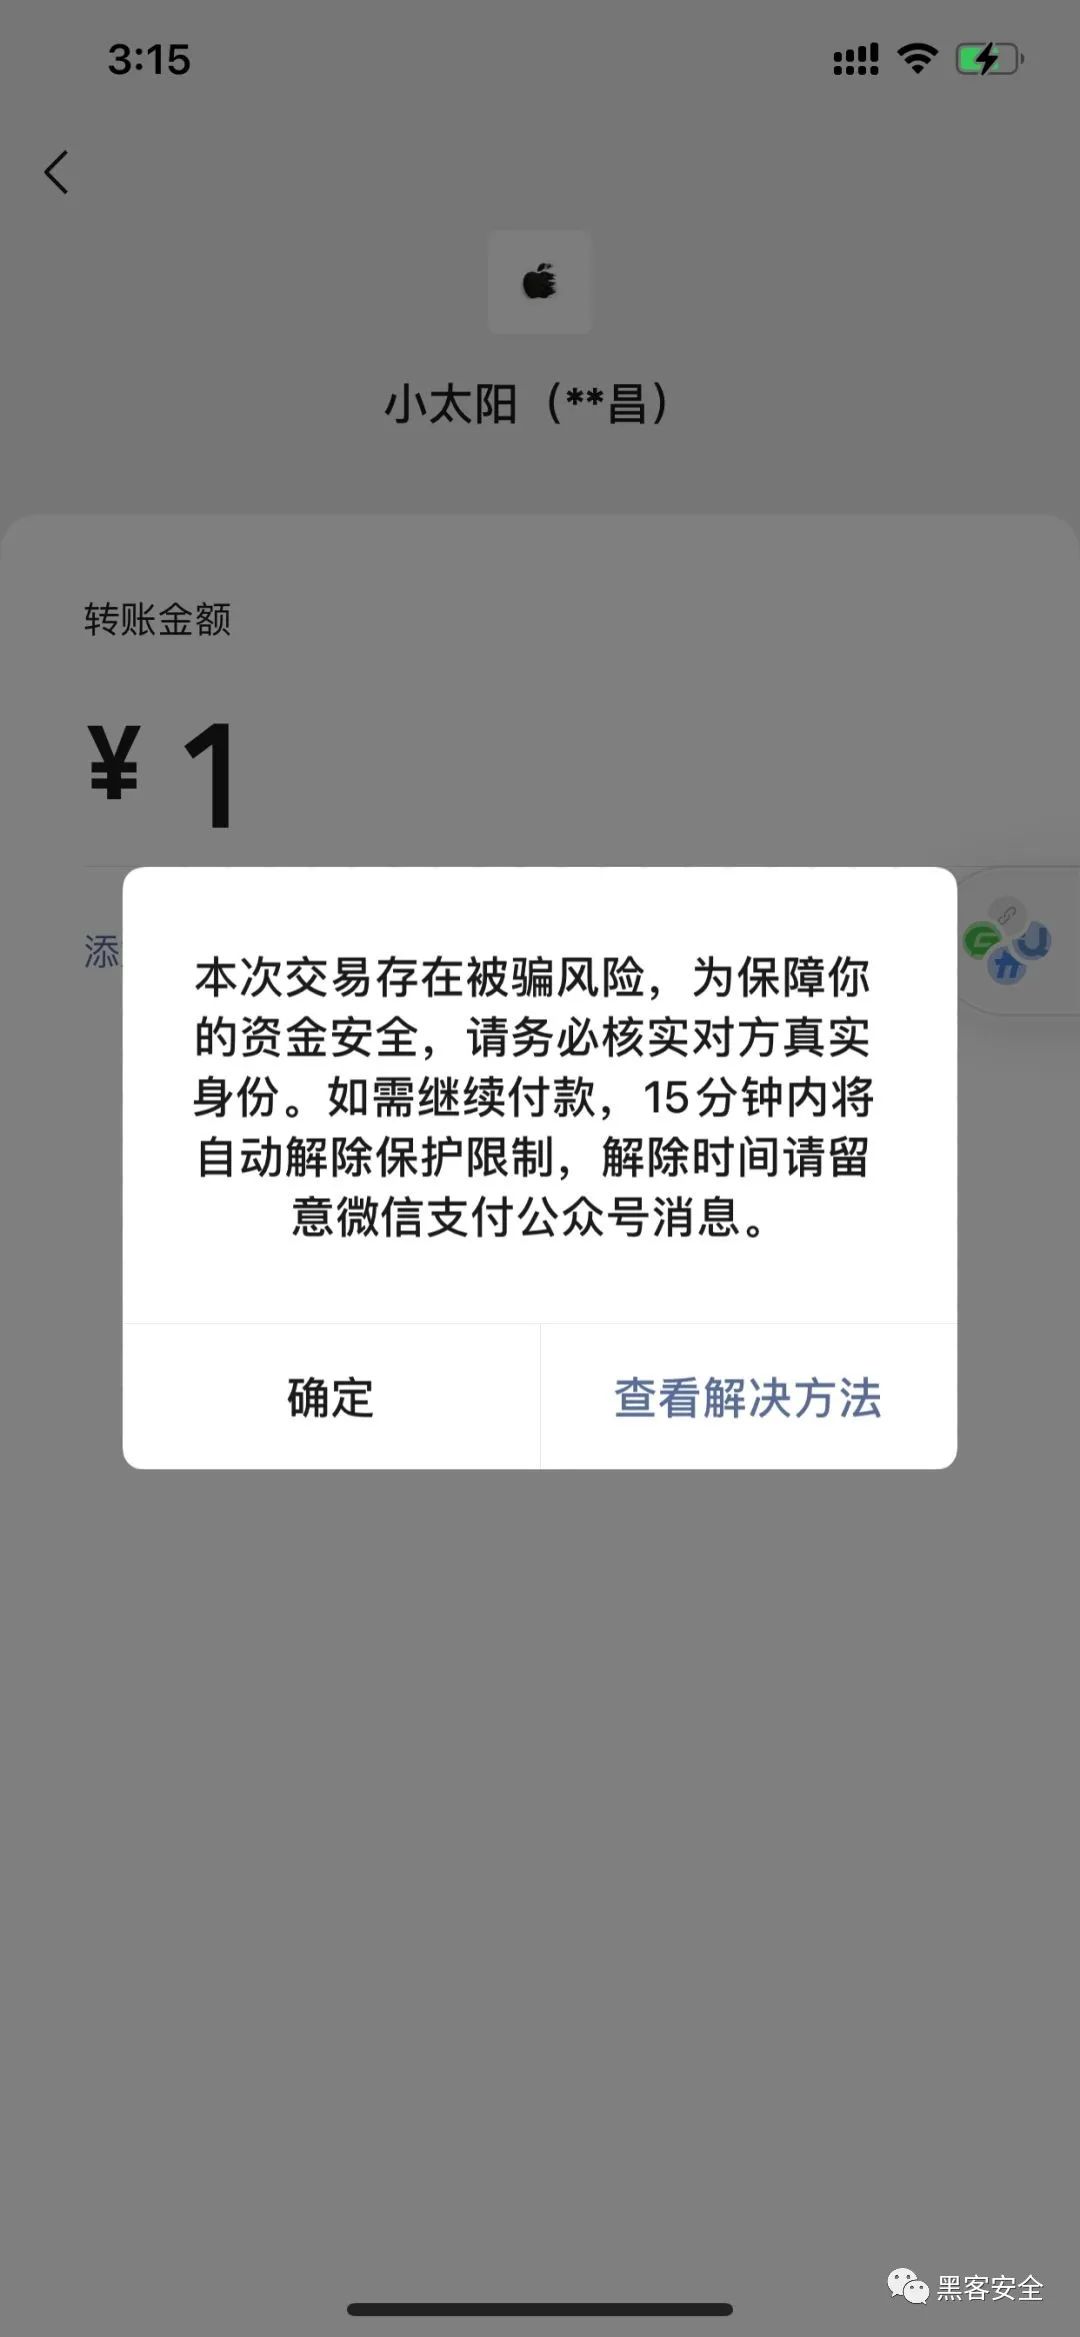 3:15
小太阳（**昌）
转账金额
¥ 1
添
本次交易存在被骗风险，为保障你
的资金安全，请务必核实对方真实
身份。如需继续付款，15分钟内将
自动解除保护限制，解除时间请留
意微信支付公众号消息。
确定
查看解决方法
黑客安全